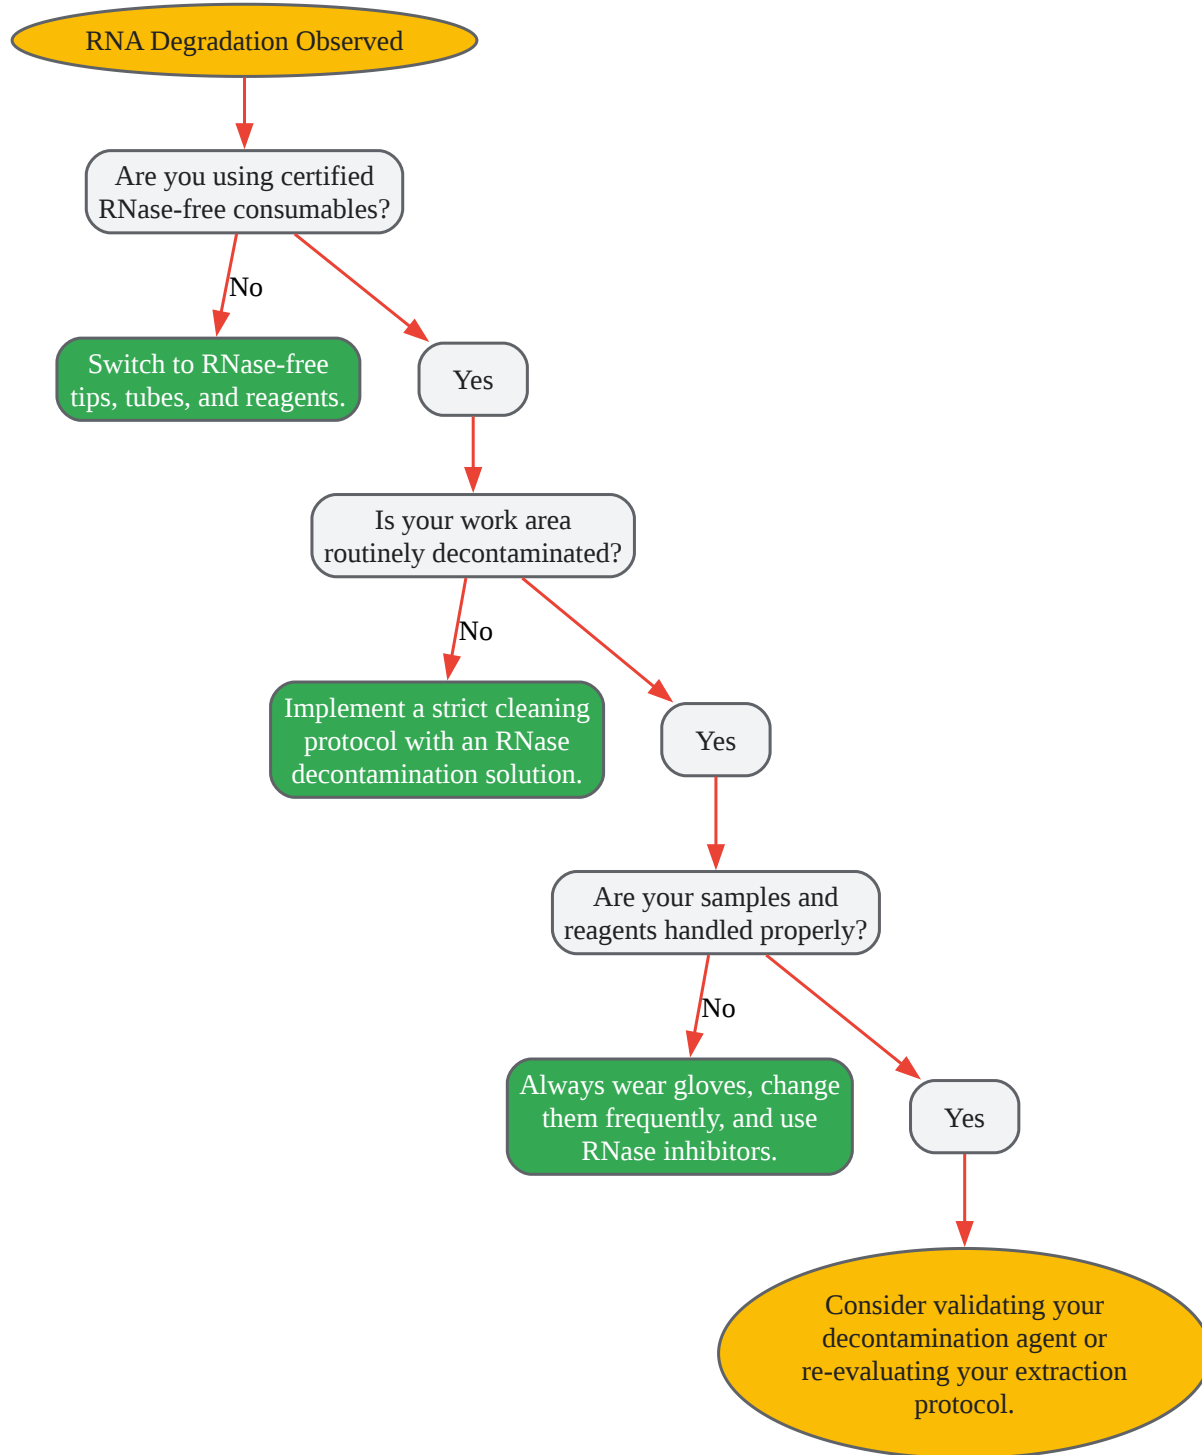 RNA Degradation Observed
Are you using certified
RNase-free consumables?
No
Switch to RNase-free
tips, tubes, and reagents.
Yes
Is your work area
routinely decontaminated?
No
Implement a strict cleaning
protocol with an RNase
decontamination solution.
Yes
Are your samples and
reagents handled properly?
No
Always wear gloves, change
them frequently, and use
RNase inhibitors.
Yes
Consider validating your
decontamination agent or
re-evaluating your extraction
protocol.